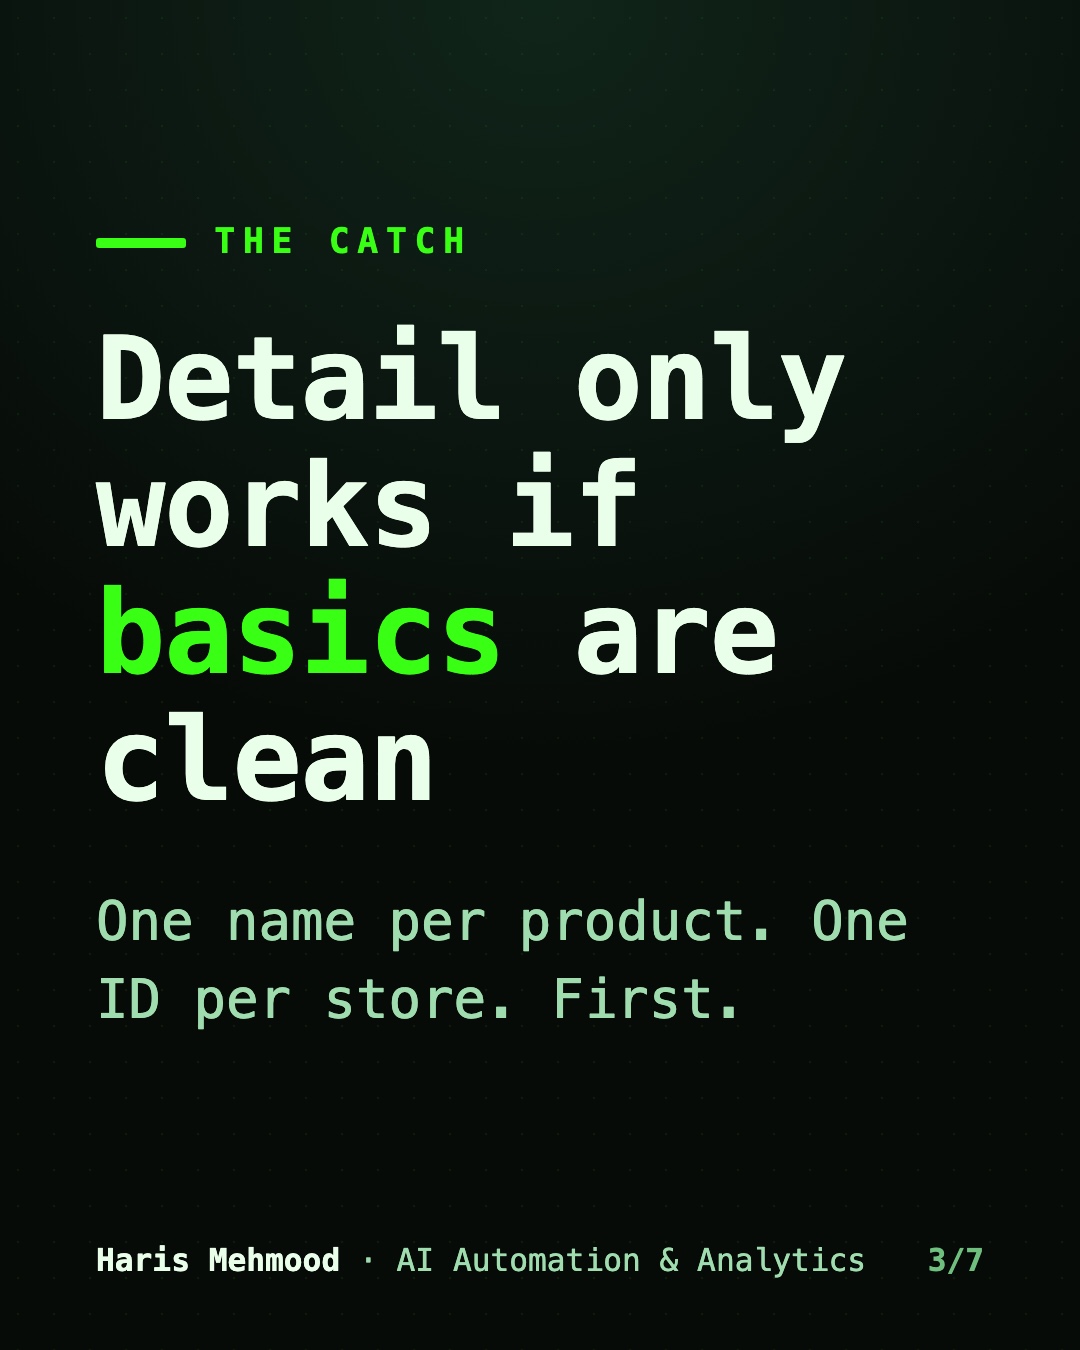 THE CATCH
Detail only
works if
basics are
clean
One name per product. One
ID per store. First.
Haris Mehmood · AI Automation & Analytics 3/7